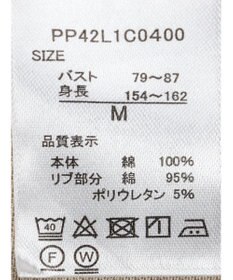 PP42L1C0400
SIZE
バスト 79～87
身長 154～162
M
品質表示
本体 綿 100%
リブ部分 綿 95%
ポリウレタン 5%
40
F W